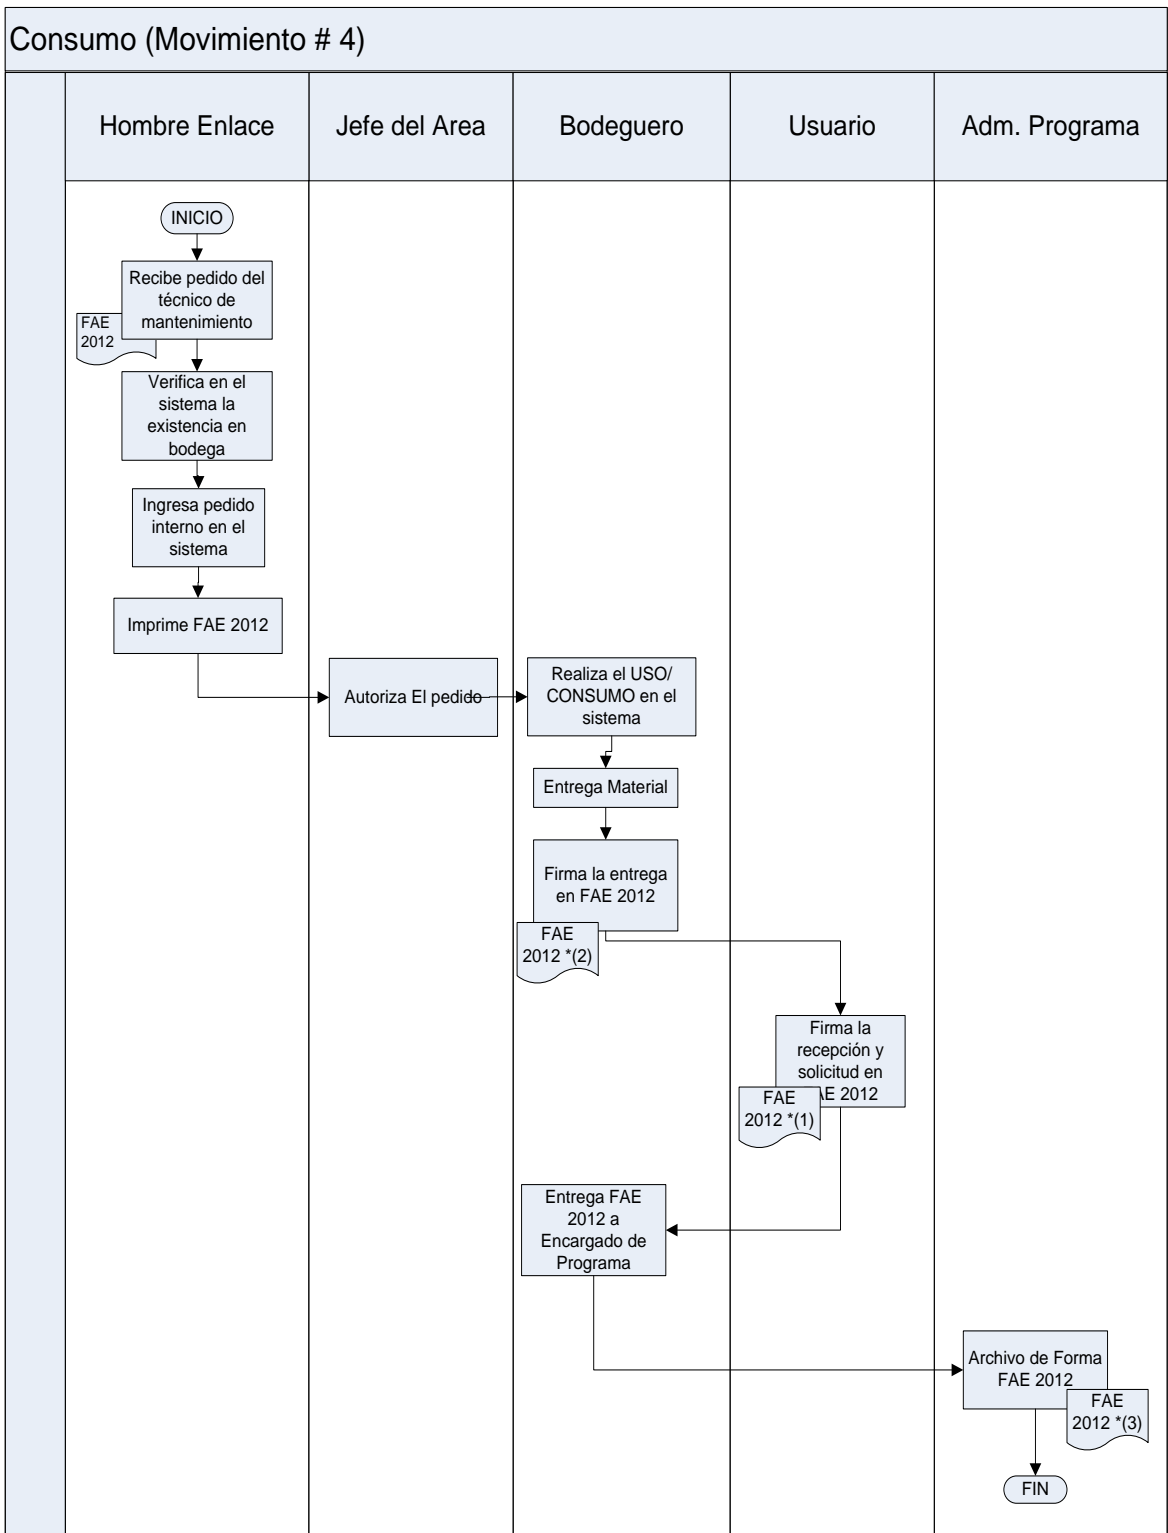 Consumo (Movimiento # 4)
Hombre Enlace
Jefe del Area
Bodeguero
Usuario
Adm. Programa
INICIO
Recibe pedido del
técnico de
mantenimiento
FAE
2012
Verifica en el
sistema la
existencia en
bodega
Ingresa pedido
interno en el
sistema
Imprime FAE 2012
Autoriza El pedido
Realiza el USO/
CONSUMO en el
sistema
Entrega Material
Firma la entrega
en FAE 2012
FAE
2012 *(2)
Firma la
recepción y
solicitud en
FAE 2012
FAE
2012 *(1)
Entrega FAE
2012 a
Encargado de
Programa
Archivo de Forma
FAE 2012
FAE
2012 *(3)
FIN